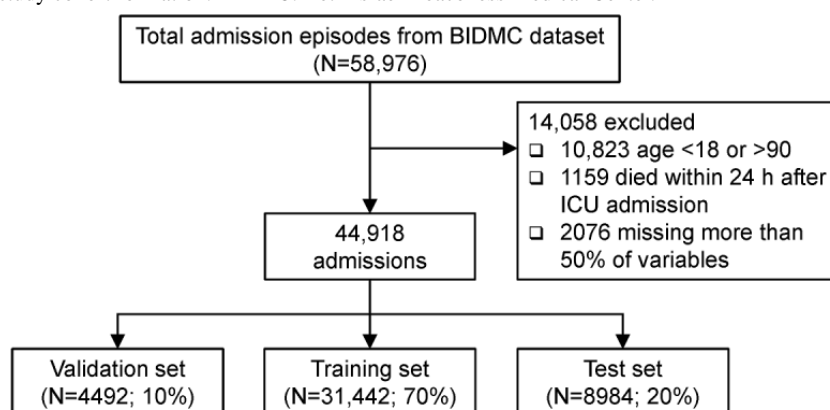 Total admission episodes from BIDMC dataset
(N=58,976)
14,058 excluded
❑ 10,823 age <18 or >90
❑ 1159 died within 24 h after
ICU admission
❑ 2076 missing more than
50% of variables
44,918
admissions
Validation set
(N=4492; 10%)
Training set
(N=31,442; 70%)
Test set
(N=8984; 20%)